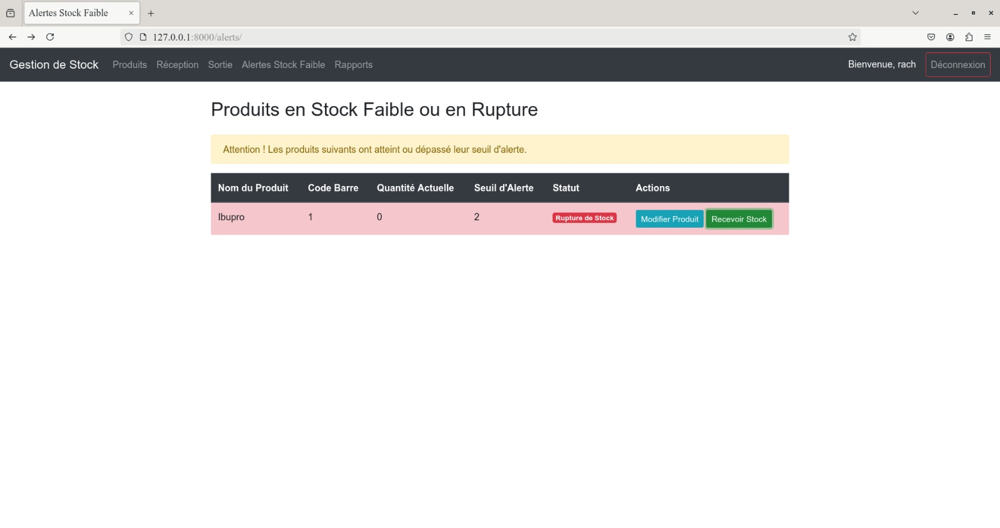 Alertes Stock Faible
127.0.0.1:8000/alerts/
Gestion de Stock Produits Réception Sortie Alertes Stock Faible Rapports Bienvenue, rach Déconnexion
Produits en Stock Faible ou en Rupture
Attention ! Les produits suivants ont atteint ou dépassé leur seuil d'alerte.
Nom du Produit Code Barre Quantité Actuelle Seuil d'Alerte Statut Actions
Ibupro 1 0 2 Rupture de Stock Modifier Produit Recevoir Stock